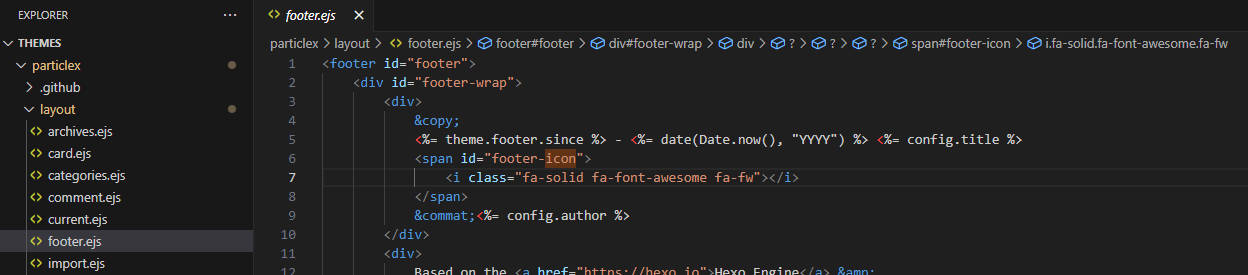 EXPLORER ···
footer.ejs
THEMES
particlex
.github
layout
archives.ejs
card.ejs
categories.ejs
comment.ejs
current.ejs
footer.ejs
import.ejs
particlex > layout > footer.ejs > footer#footer > div#footer-wrap > div > ? > ? > ? > span#footer-icon > i.fa-solid.fa-font-awesome.fa-fw
1 <footer id="footer">
2 <div id="footer-wrap">
3 <div>
4 &copy;
5 <%= theme.footer.since %> - <%= date(Date.now(), "YYYY") %> <%= config.title %>
6 <span id="footer-icon">
7 <i class="fa-solid fa-font-awesome fa-fw"></i>
8 </span>
9 &commat;<%= config.author %>
10 </div>
11 <div>
12 Based on the <a href="https://hexo.io">Hexo Engine</a> &amp;